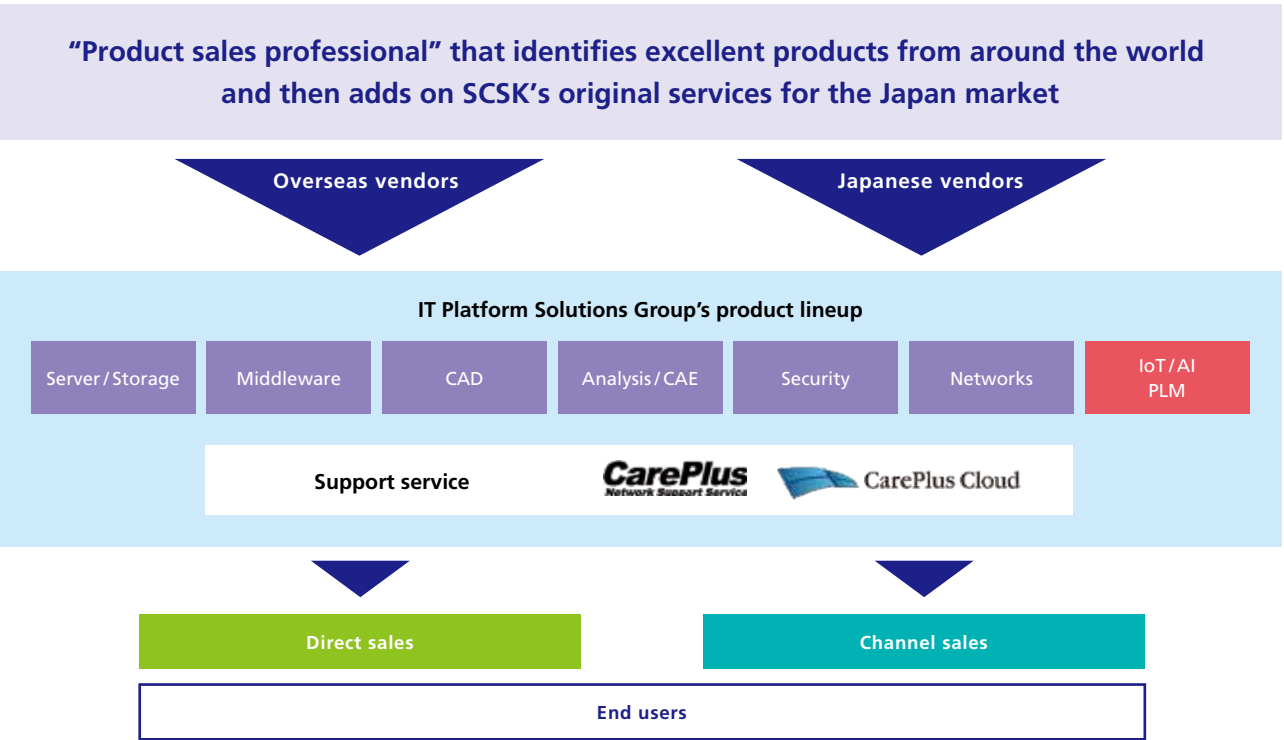 “Product sales professional” that identifies excellent products from around the world
and then adds on SCSK’s original services for the Japan market
Overseas vendors
Japanese vendors
IT Platform Solutions Group’s product lineup
Server/Storage
Middleware
CAD
Analysis/CAE
Security
Networks
IoT/AI
PLM
Support service
CarePlus
Network Support Service
CarePlus Cloud
Direct sales
Channel sales
End users